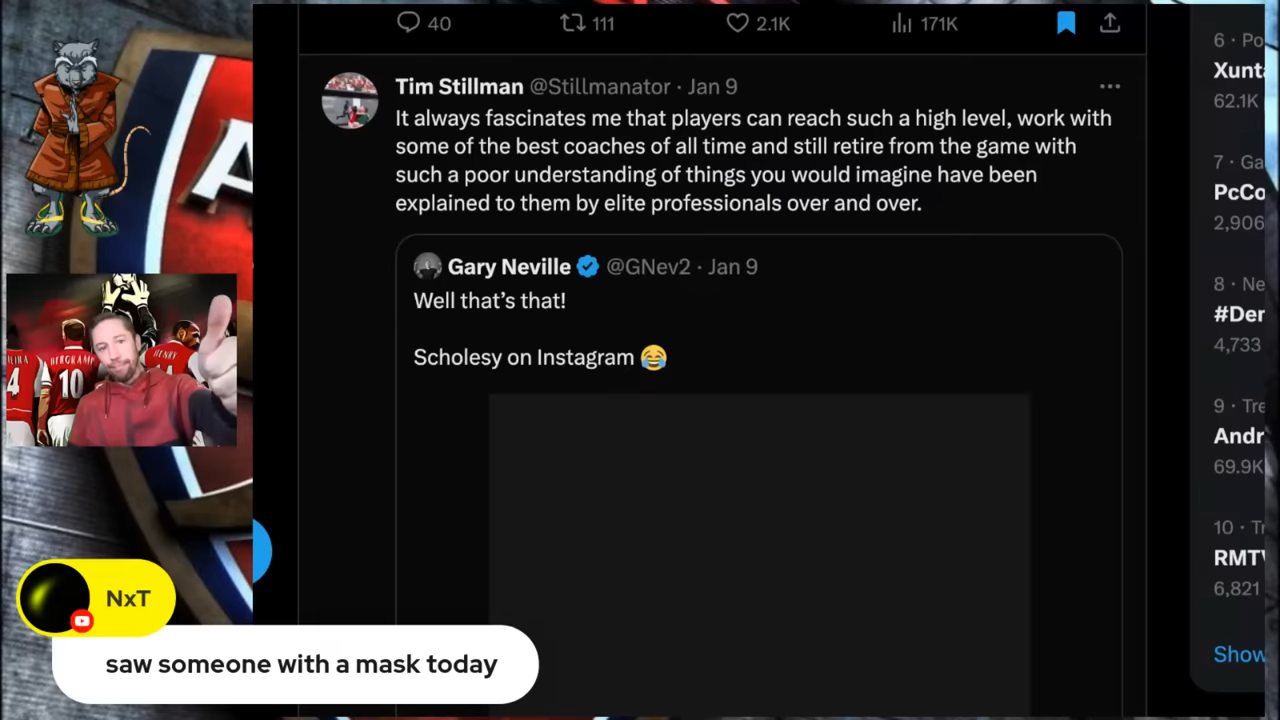 40 111 2.1K 171K
Tim Stillman @Stillmanator · Jan 9
It always fascinates me that players can reach such a high level, work with
some of the best coaches of all time and still retire from the game with
such a poor understanding of things you would imagine have been
explained to them by elite professionals over and over.
Gary Neville @GNev2 · Jan 9
Well that’s that!
Scholesy on Instagram 😂
6 · Po
Xunta
62.1K
7 · Ga
PcCo
2,906
8 · Ne
#Der
4,733
9 · Tre
Andr
69.9K
10 · Tr
RMTV
6,821
Show
A
4
BERGKAMP
10
HENRY
NxT
saw someone with a mask today